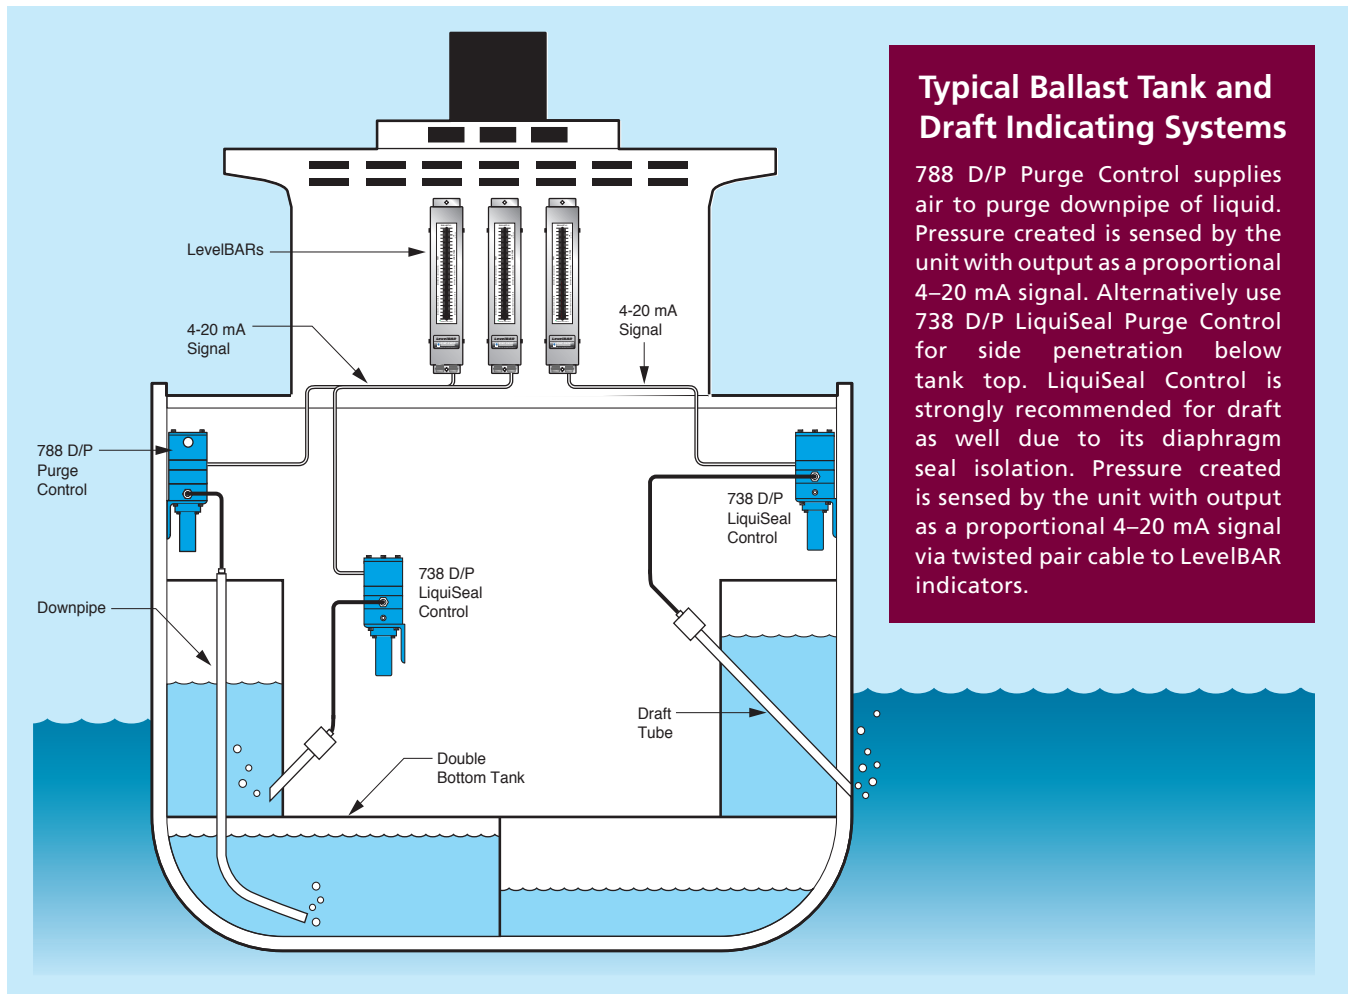 Typical Ballast Tank and
Draft Indicating Systems
788 D/P Purge Control supplies
air to purge downpipe of liquid.
Pressure created is sensed by the
unit with output as a proportional
4–20 mA signal. Alternatively use
738 D/P LiquiSeal Purge Control
for side penetration below
tank top. LiquiSeal Control is
strongly recommended for draft
as well due to its diaphragm
seal isolation. Pressure created
is sensed by the unit with output
as a proportional 4–20 mA signal
via twisted pair cable to LevelBAR
indicators.
LevelBARs
4-20 mA
Signal
4-20 mA
Signal
LevelBAR
LevelBAR
LevelBAR
788 D/P
Purge
Control
738 D/P
LiquiSeal
Control
738 D/P
LiquiSeal
Control
Downpipe
Draft
Tube
Double
Bottom Tank